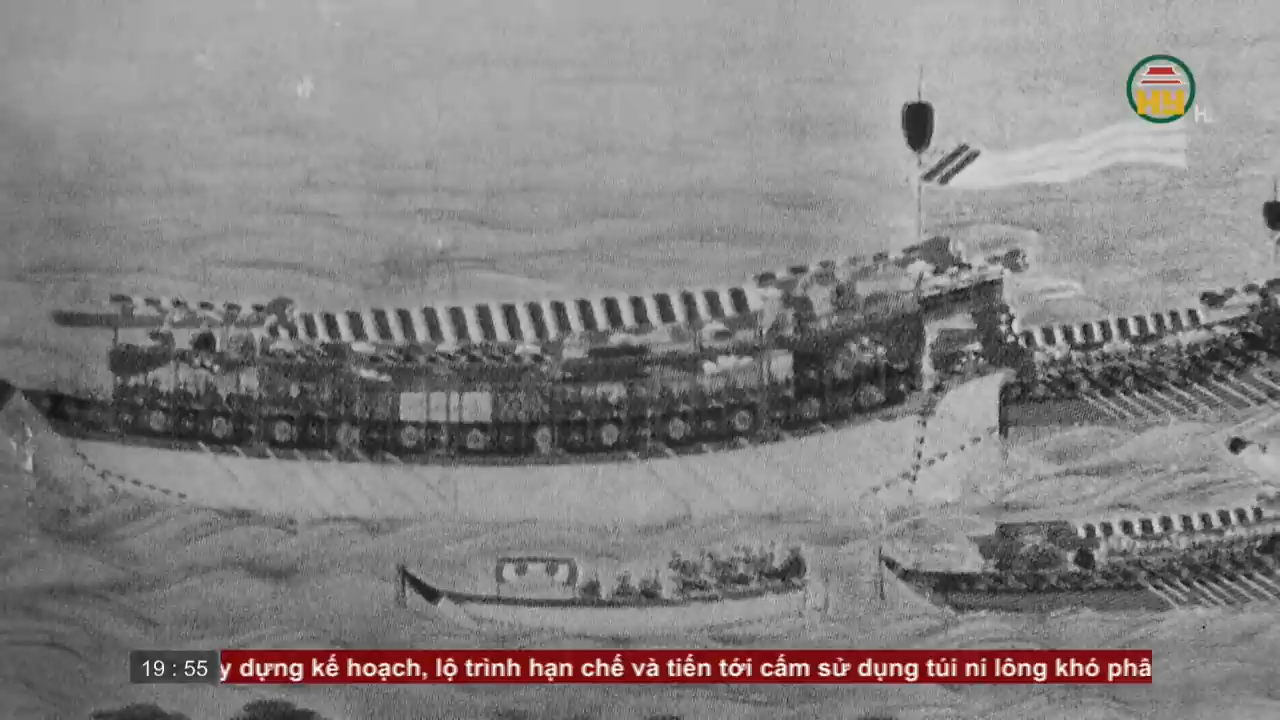 HY
19 : 55 y dựng kế hoạch, lộ trình hạn chế và tiến tới cấm sử dụng túi ni lông khó phâ